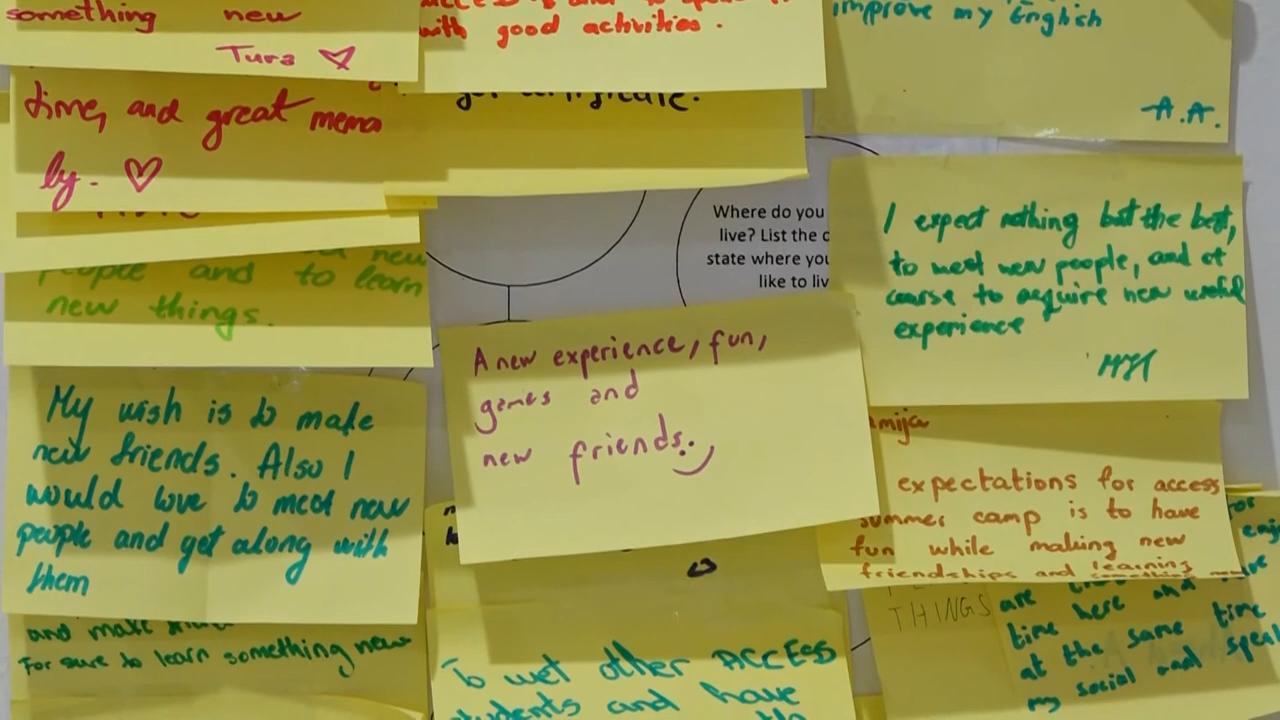 something new
Tura
with good activities.
improve my English
A.A.
time, and great memo
ly.
get certificate.
people and to learn
new things.
new
Where do you
live? List the c
state where you
like to liv
I expect nothing but the best,
to meet new people, and of
course to acquire new useful
experience
A new experience, fun,
games and
new friends.
My wish is to make
new friends. Also I
would love to meet new
people and get along with
them
mija
expectations for access
summer camp is to have
fun while making new
friendships and learning
and make
For sure to learn something new
To wet other ACCESS
students and have
THINGS
are
time here and
at the same time
my social and speak